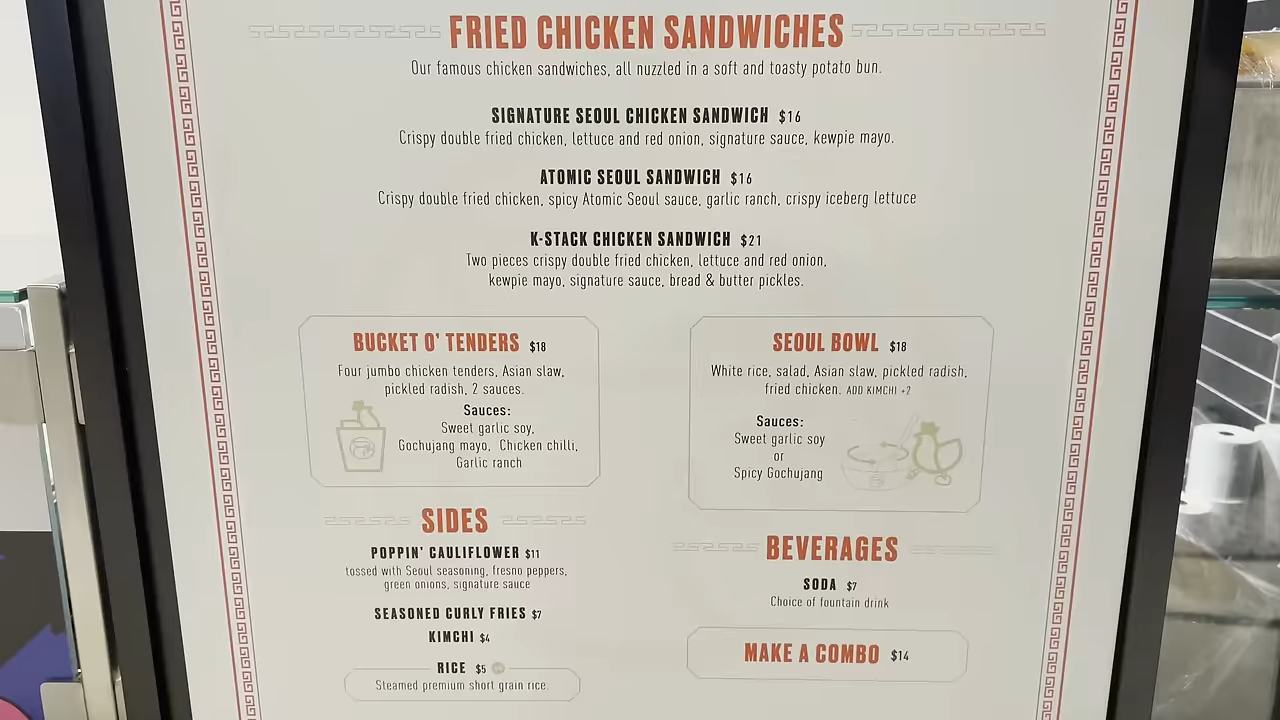 FRIED CHICKEN SANDWICHES
Our famous chicken sandwiches, all nuzzled in a soft and toasty potato bun.
SIGNATURE SEOUL CHICKEN SANDWICH $16
Crispy double fried chicken, lettuce and red onion, signature sauce, kewpie mayo.
ATOMIC SEOUL SANDWICH $16
Crispy double fried chicken, spicy Atomic Seoul sauce, garlic ranch, crispy iceberg lettuce
K-STACK CHICKEN SANDWICH $21
Two pieces crispy double fried chicken, lettuce and red onion,
kewpie mayo, signature sauce, bread & butter pickles.
BUCKET O' TENDERS $18
Four jumbo chicken tenders, Asian slaw,
pickled radish, 2 sauces.
Sauces:
Sweet garlic soy,
Gochujang mayo, Chicken chilli,
Garlic ranch
SEOUL BOWL $18
White rice, salad, Asian slaw, pickled radish,
fried chicken. ADD KIMCHI +2
Sauces:
Sweet garlic soy
or
Spicy Gochujang
SIDES
POPPIN' CAULIFLOWER $11
tossed with Seoul seasoning, fresno peppers,
green onions, signature sauce
SEASONED CURLY FRIES $7
KIMCHI $4
RICE $5
Steamed premium short grain rice.
BEVERAGES
SODA $7
Choice of fountain drink
MAKE A COMBO $14